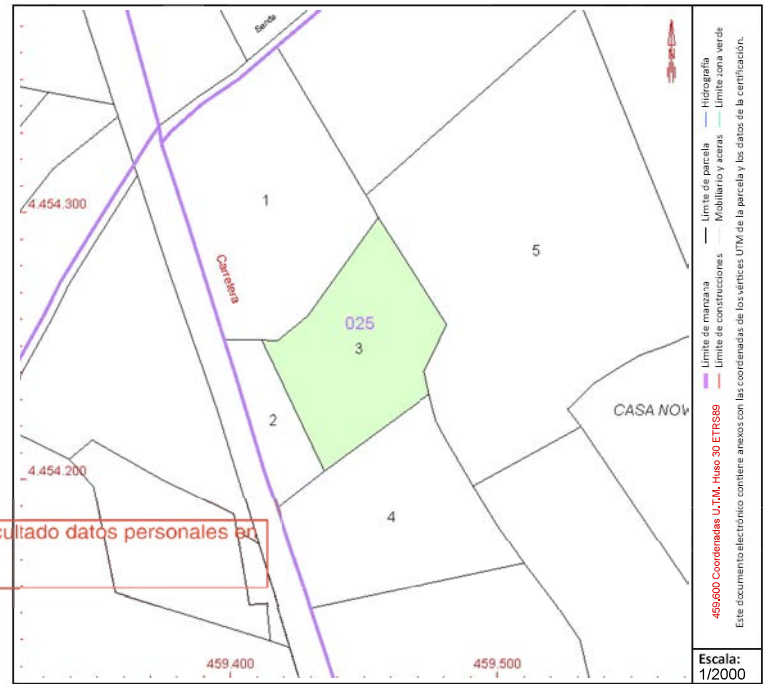 Senda
4.454.300
1
5
Carretera
025
3
2
CASA NOV
4.454.200
4
cultado datos personales en
459.400
459.500
Límite de manzana
Límite de parcela
Hidrografía
Límite de construcciones
Mobiliario y aceras
Límite zona verde
459,600 Coordenadas U.T.M. Huso 30 ETRS89
Este documento electrónico contiene anexos con las coordenadas de los vértices UTM de la parcela y los datos de la certificación.
Escala:
1/2000